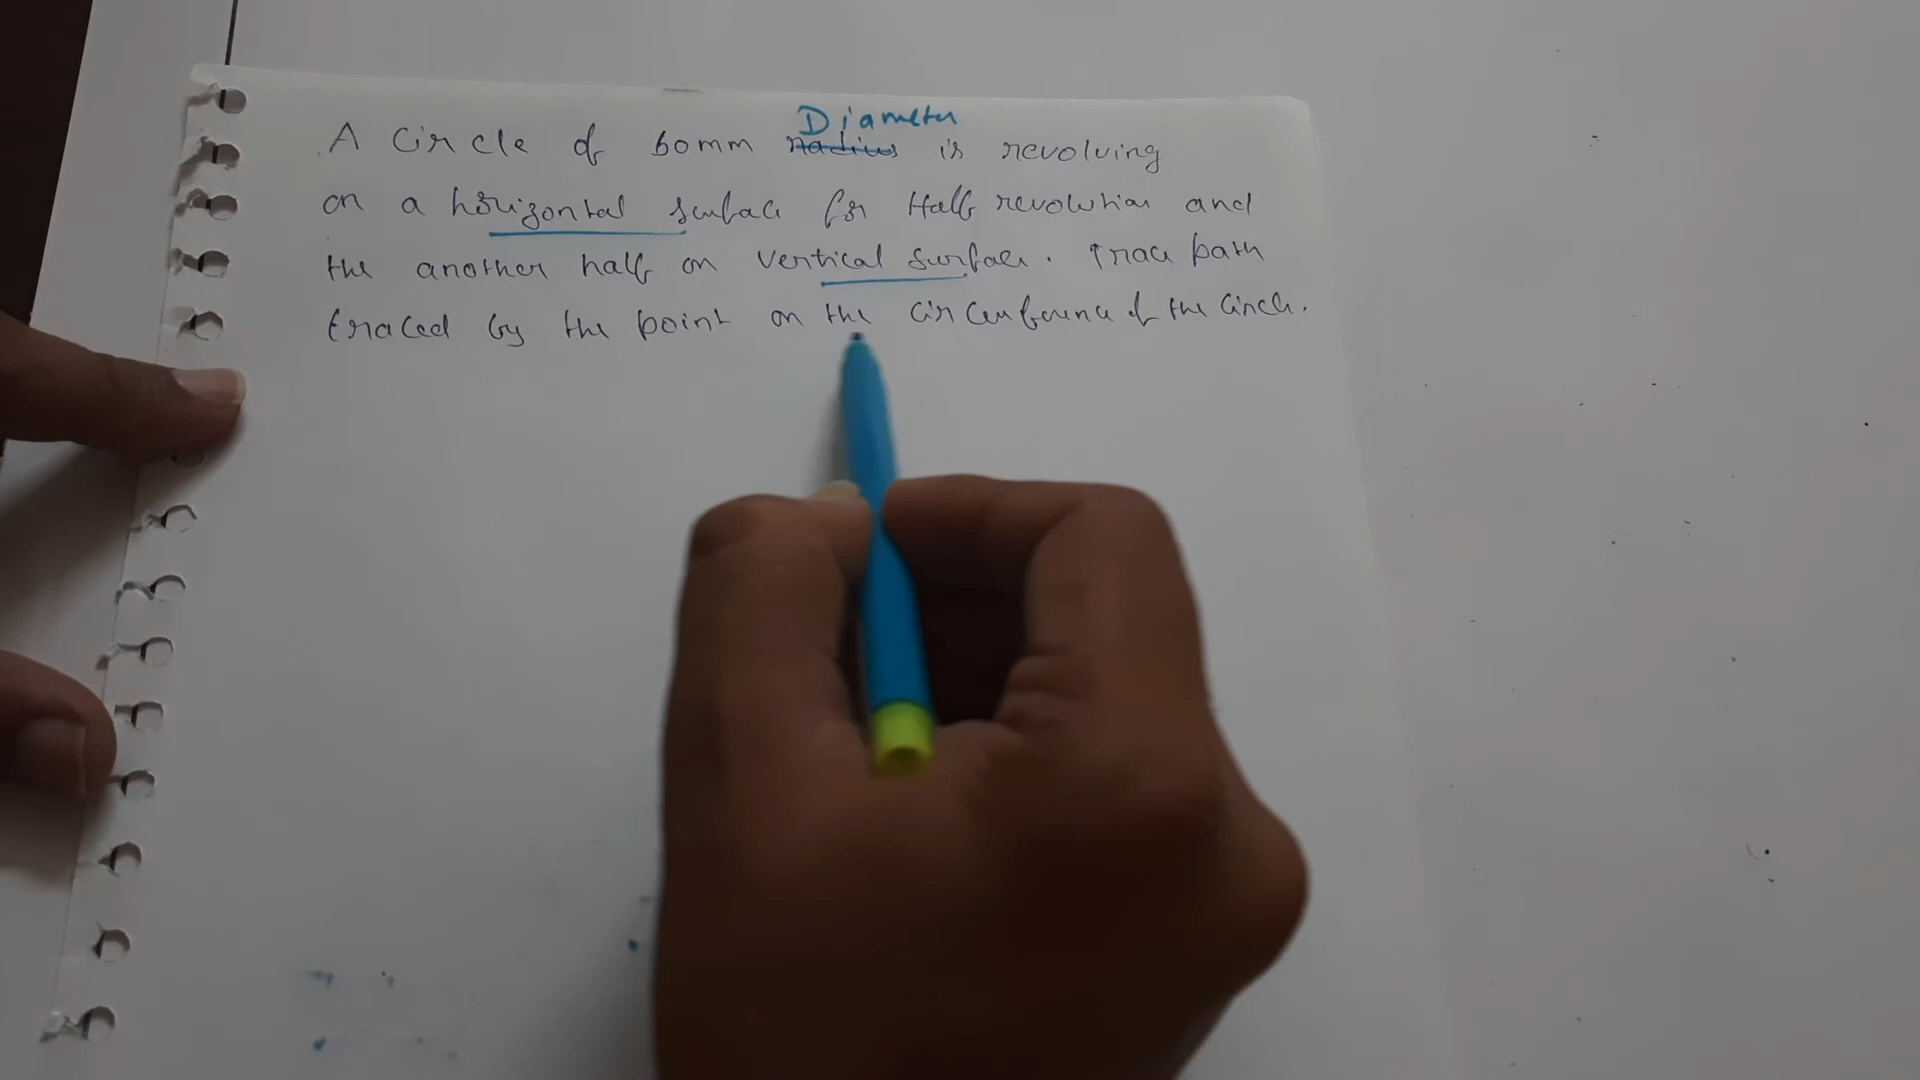 Diameter
A Circle of 60mm radius is revolving
on a horizontal surface for Half revolution and
the another half on vertical surface. Trace path
traced by the point on the circumference of the circle.